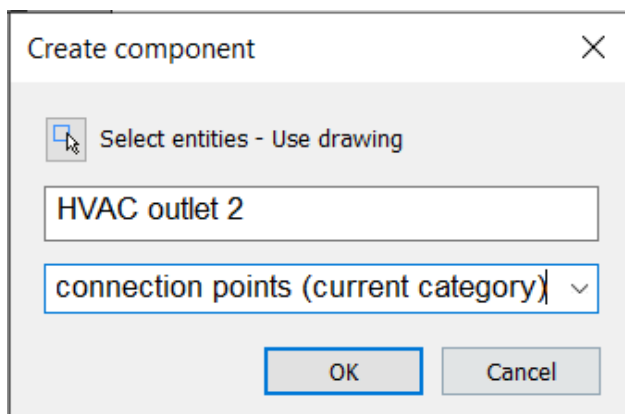 Create component
Select entities - Use drawing
HVAC outlet 2
connection points (current category)
OK
Cancel